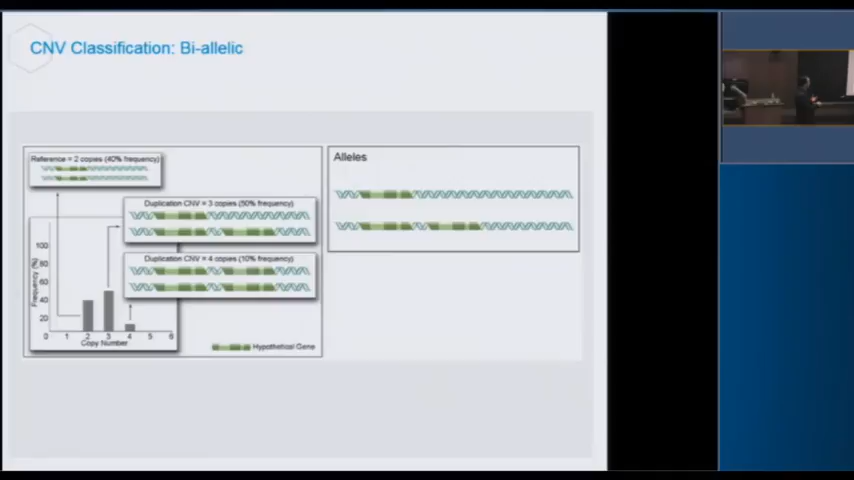 CNV Classification: Bi-allelic
Reference = 2 copies (40% frequency)
Duplication CNV = 3 copies (50% frequency)
Duplication CNV = 4 copies (10% frequency)
Frequency (%)
100
80
60
40
20
0 1 2 3 4 5 6
Copy Number
Hypothetical Gene
Alleles